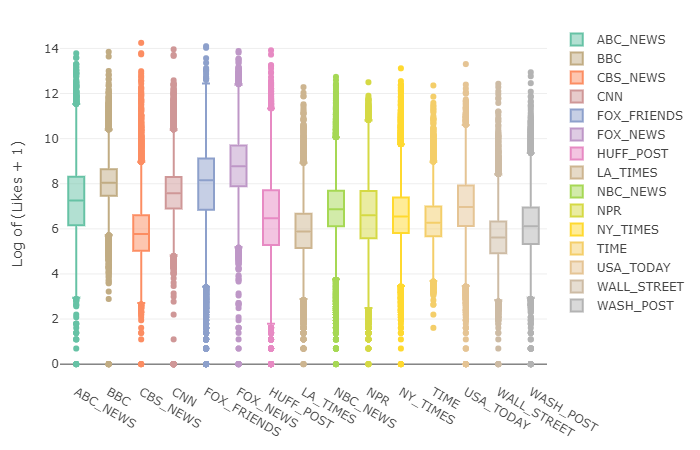 Log of (Likes + 1)
14
12
10
8
6
4
2
0
ABC_NEWS
BBC
CBS_NEWS
CNN
FOX_FRIENDS
FOX_NEWS
HUFF_POST
LA_TIMES
NBC_NEWS
NPR
NY_TIMES
TIME
USA_TODAY
WALL_STREET
WASH_POST
ABC_NEWS
BBC
CBS_NEWS
CNN
FOX_FRIENDS
FOX_NEWS
HUFF_POST
LA_TIMES
NBC_NEWS
NPR
NY_TIMES
TIME
USA_TODAY
WALL_STREET
WASH_POST